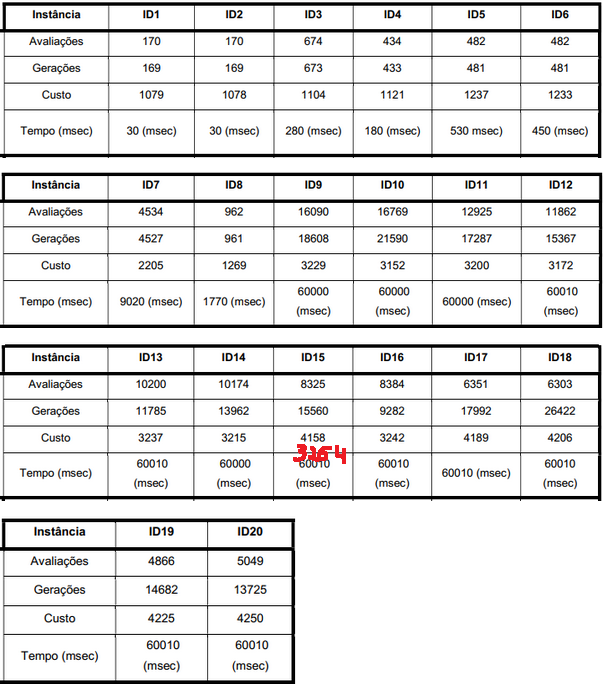 Instância ID1 ID2 ID3 ID4 ID5 ID6
Avaliações 170 170 674 434 482 482
Gerações 169 169 673 433 481 481
Custo 1079 1078 1104 1121 1237 1233
Tempo (msec) 30 (msec) 30 (msec) 280 (msec) 180 (msec) 530 msec) 450 (msec)
Instância ID7 ID8 ID9 ID10 ID11 ID12
Avaliações 4534 962 16090 16769 12925 11862
Gerações 4527 961 18608 21590 17287 15367
Custo 2205 1269 3229 3152 3200 3172
Tempo (msec) 9020 (msec) 1770 (msec) 60000 (msec) 60000 (msec) 60000 (msec) 60010 (msec)
Instância ID13 ID14 ID15 ID16 ID17 ID18
Avaliações 10200 10174 8325 8384 6351 6303
Gerações 11785 13962 15560 9282 17992 26422
Custo 3237 3215 4158 3242 4189 4206
3264
Tempo (msec) 60010 (msec) 60000 (msec) 60010 (msec) 60010 (msec) 60010 (msec) 60010 (msec)
Instância ID19 ID20
Avaliações 4866 5049
Gerações 14682 13725
Custo 4225 4250
Tempo (msec) 60010 (msec) 60010 (msec)